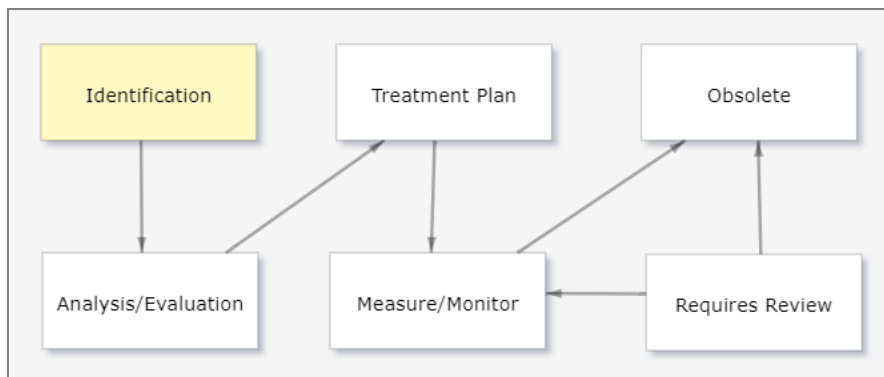 Identification
Treatment Plan
Obsolete
Analysis/Evaluation
Measure/Monitor
Requires Review